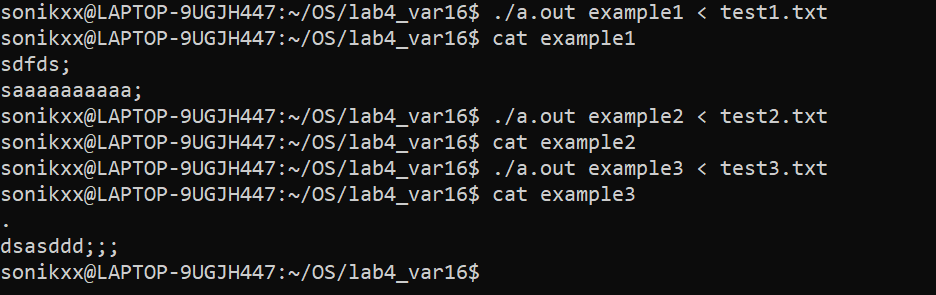 sonikxx@LAPTOP-9UGJH447:~/OS/lab4_var16$ ./a.out example1 < test1.txt
sonikxx@LAPTOP-9UGJH447:~/OS/lab4_var16$ cat example1
sdfds;
saaaaaaaaaa;
sonikxx@LAPTOP-9UGJH447:~/OS/lab4_var16$ ./a.out example2 < test2.txt
sonikxx@LAPTOP-9UGJH447:~/OS/lab4_var16$ cat example2
sonikxx@LAPTOP-9UGJH447:~/OS/lab4_var16$ ./a.out example3 < test3.txt
sonikxx@LAPTOP-9UGJH447:~/OS/lab4_var16$ cat example3
.
dsasddd;;;
sonikxx@LAPTOP-9UGJH447:~/OS/lab4_var16$